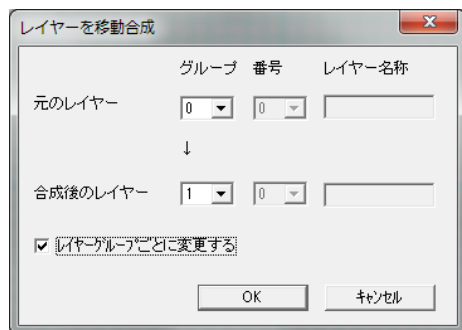 レイヤーを移動合成
グループ 番号 レイヤー名称
元のレイヤー 0 0
↓
合成後のレイヤー 1 0
ﾚｲﾔｰｸﾞﾙｰﾌﾟごとに変更する
OK ｷｬﾝｾﾙ